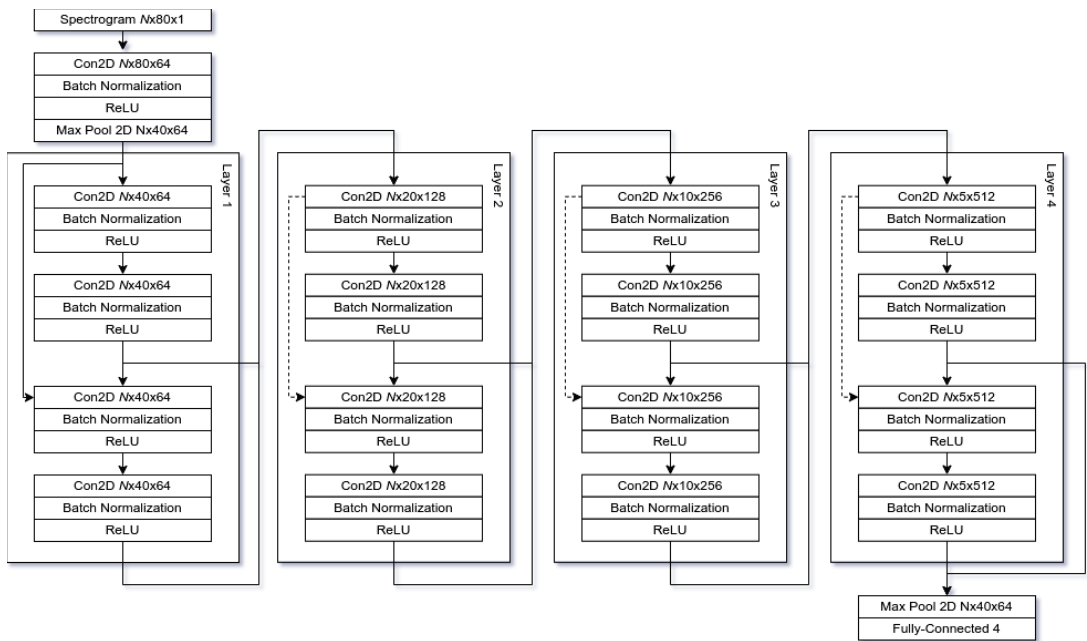 Spectrogram Nx80x1
Con2D Nx80x64
Batch Normalization
ReLU
Max Pool 2D Nx40x64
Layer 1
Con2D Nx40x64
Batch Normalization
ReLU
Con2D Nx40x64
Batch Normalization
ReLU
Con2D Nx40x64
Batch Normalization
ReLU
Con2D Nx40x64
Batch Normalization
ReLU
Layer 2
Con2D Nx20x128
Batch Normalization
ReLU
Con2D Nx20x128
Batch Normalization
ReLU
Con2D Nx20x128
Batch Normalization
ReLU
Con2D Nx20x128
Batch Normalization
ReLU
Layer 3
Con2D Nx10x256
Batch Normalization
ReLU
Con2D Nx10x256
Batch Normalization
ReLU
Con2D Nx10x256
Batch Normalization
ReLU
Con2D Nx10x256
Batch Normalization
ReLU
Layer 4
Con2D Nx5x512
Batch Normalization
ReLU
Con2D Nx5x512
Batch Normalization
ReLU
Con2D Nx5x512
Batch Normalization
ReLU
Con2D Nx5x512
Batch Normalization
ReLU
Max Pool 2D Nx40x64
Fully-Connected 4